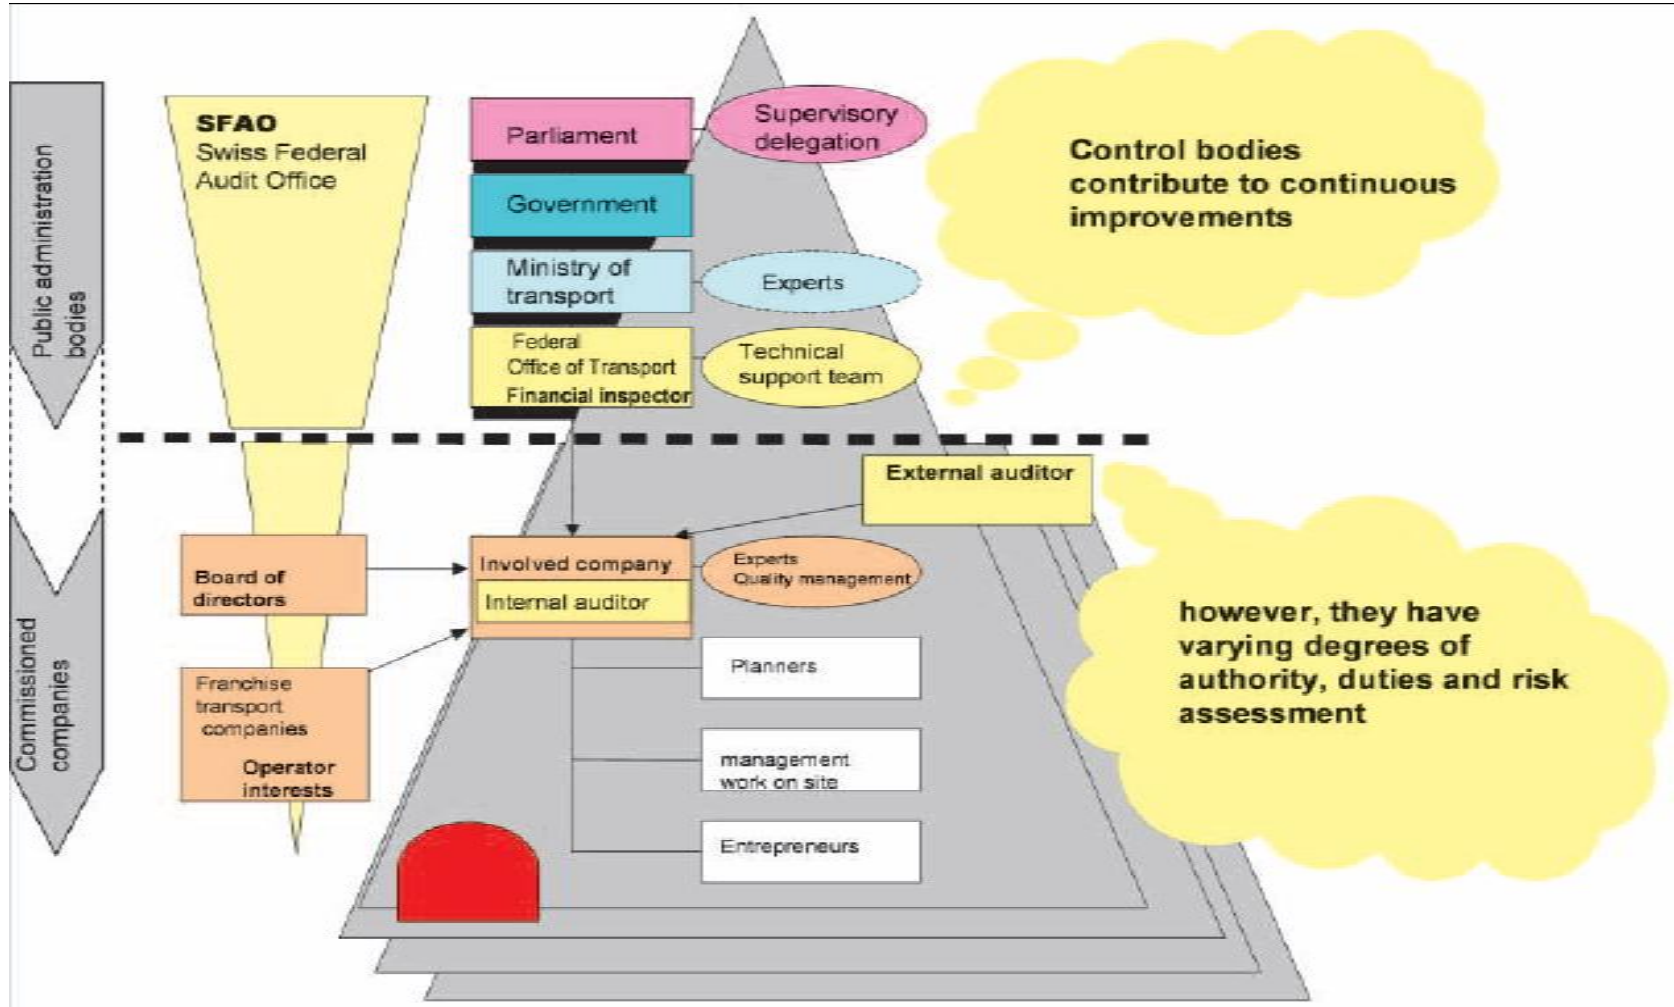 Public administration
bodies
SFAO
Swiss Federal
Audit Office
Parliament
Supervisory
delegation
Government
Ministry of
transport
Experts
Federal
Office of Transport
Financial inspector
Technical
support team
Control bodies
contribute to continuous
improvements
External auditor
Commissioned
companies
Board of
directors
Involved company
Internal auditor
Experts
Quality management
Franchise
transport
companies
Operator
interests
Planners
management
work on site
Entrepreneurs
however, they have
varying degrees of
authority, duties and risk
assessment